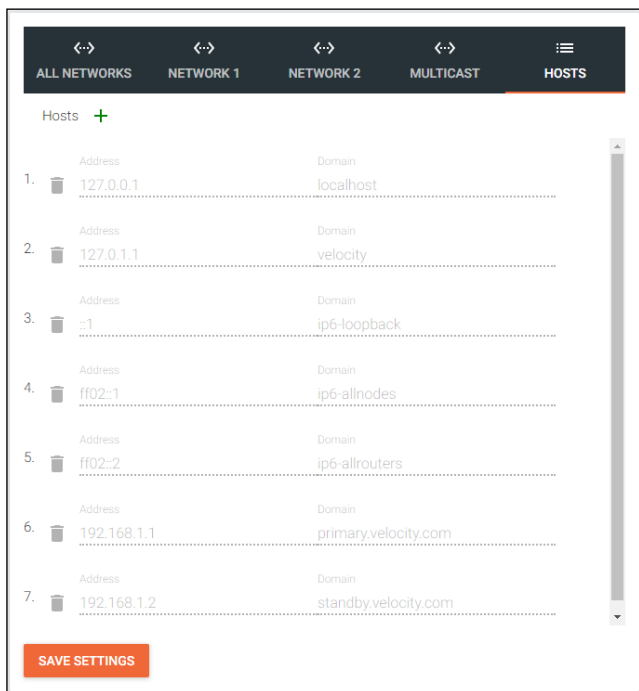 ALL NETWORKS NETWORK 1 NETWORK 2 MULTICAST HOSTS
Hosts +
Address Domain
1. 127.0.0.1 localhost
Address Domain
2. 127.0.1.1 velocity
Address Domain
3. ::1 ip6-loopback
Address Domain
4. ff02::1 ip6-allnodes
Address Domain
5. ff02::2 ip6-allrouters
Address Domain
6. 192.168.1.1 primary.velocity.com
Address Domain
7. 192.168.1.2 standby.velocity.com
SAVE SETTINGS